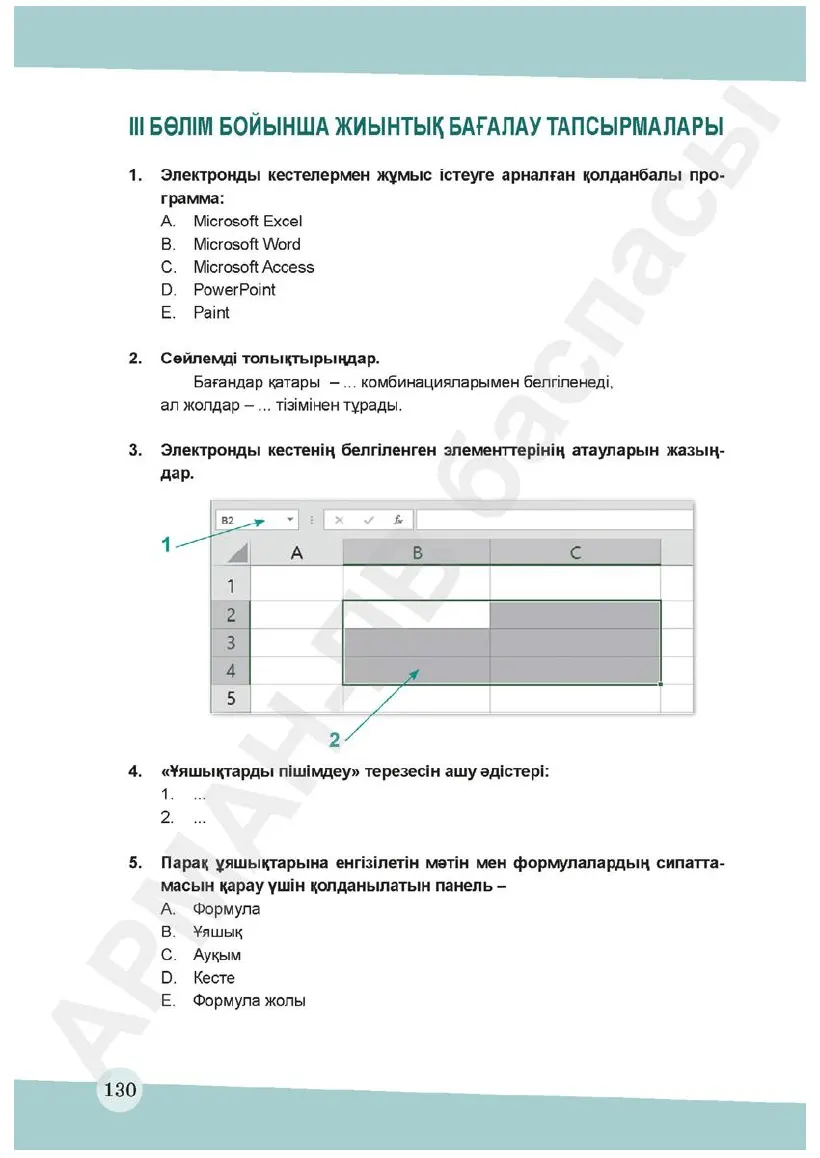 III БӨЛІМ БОЙЫНША ЖИЫНТЫҚ БАҒАЛАУ ТАПСЫРМАЛАРЫ
1. Электронды кестелермен жұмыс істеуге арналған қолданбалы про-
грамма:
A. Microsoft Excel
B. Microsoft Word
C. Microsoft Access
D. PowerPoint
E. Paint
2. Сөйлемді толықтырыңдар.
Бағандар қатары – ... комбинацияларымен белгіленеді,
ал жолдар – ... тізімінен тұрады.
3. Электронды кестенің белгіленген элементтерінің атауларын жазың-
дар.
B2 fx
1
A B C
1
2
3
4
5
2
4. «Ұяшықтарды пішімдеу» терезесін ашу әдістері:
1. ...
2. ...
5. Парақ ұяшықтарына енгізілетін мәтін мен формулалардың сипатта-
масын қарау үшін қолданылатын панель –
A. Формула
B. Ұяшық
C. Ауқым
D. Кесте
E. Формула жолы
130
АРМАН-ПВ баспасы